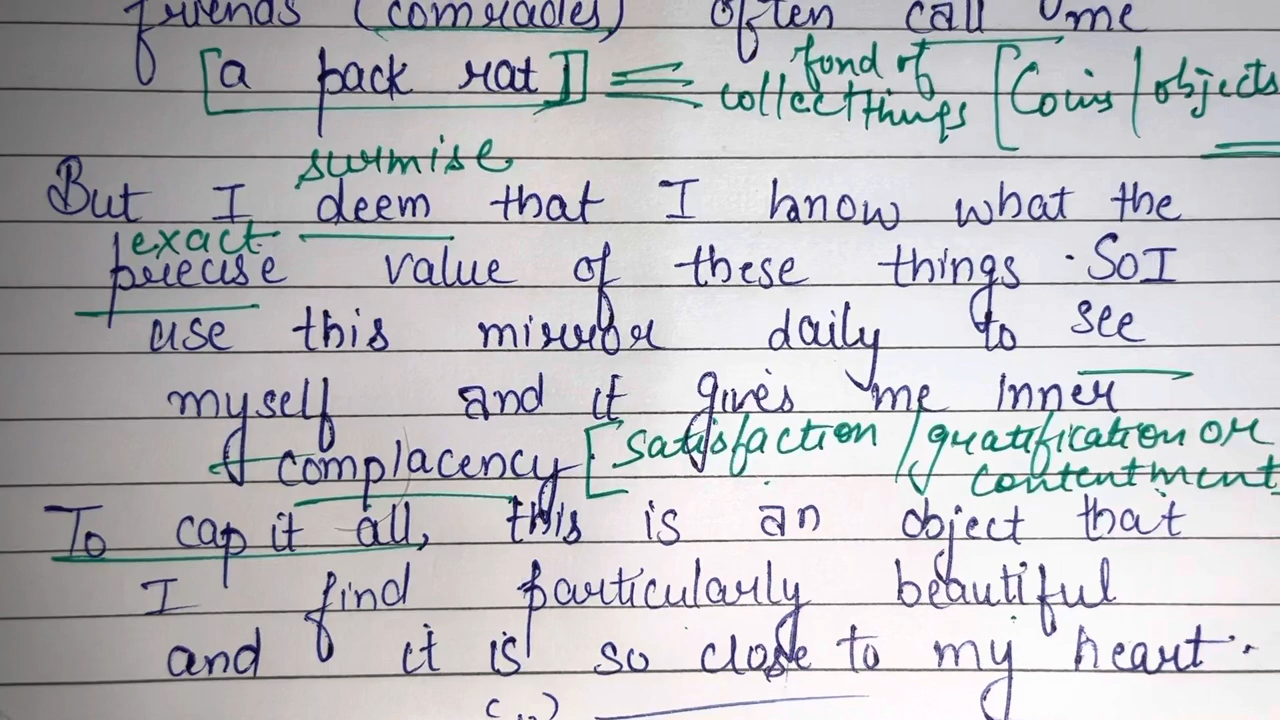 friends (comrades) often call me
[a pack rat] = fond of collect things [Coins/objects
surmise
But I deem that I know what the
exact
precise value of these things. So I
use this mirror daily to see
myself and it gives me inner
complacency [satisfaction / gratification or contentment
To cap it all, this is an object that
I find particularly beautiful
and it is so close to my heart.